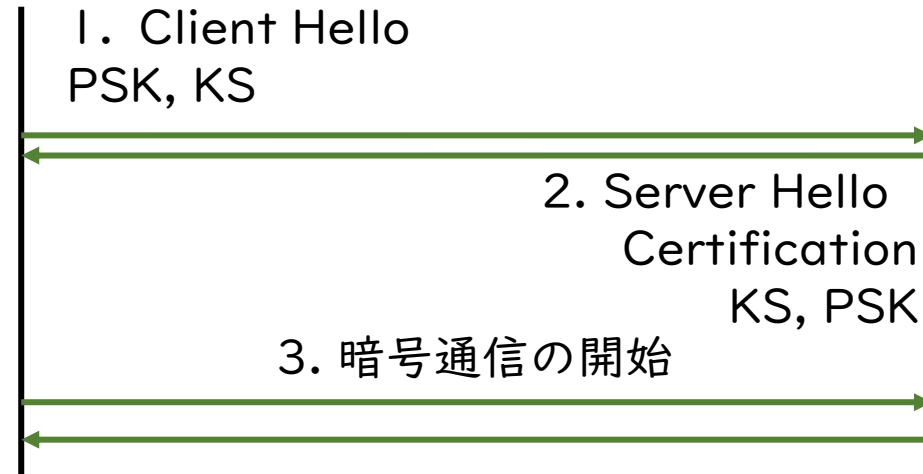 1. Client Hello
PSK, KS
2. Server Hello
Certification
KS, PSK
3. 暗号通信の開始